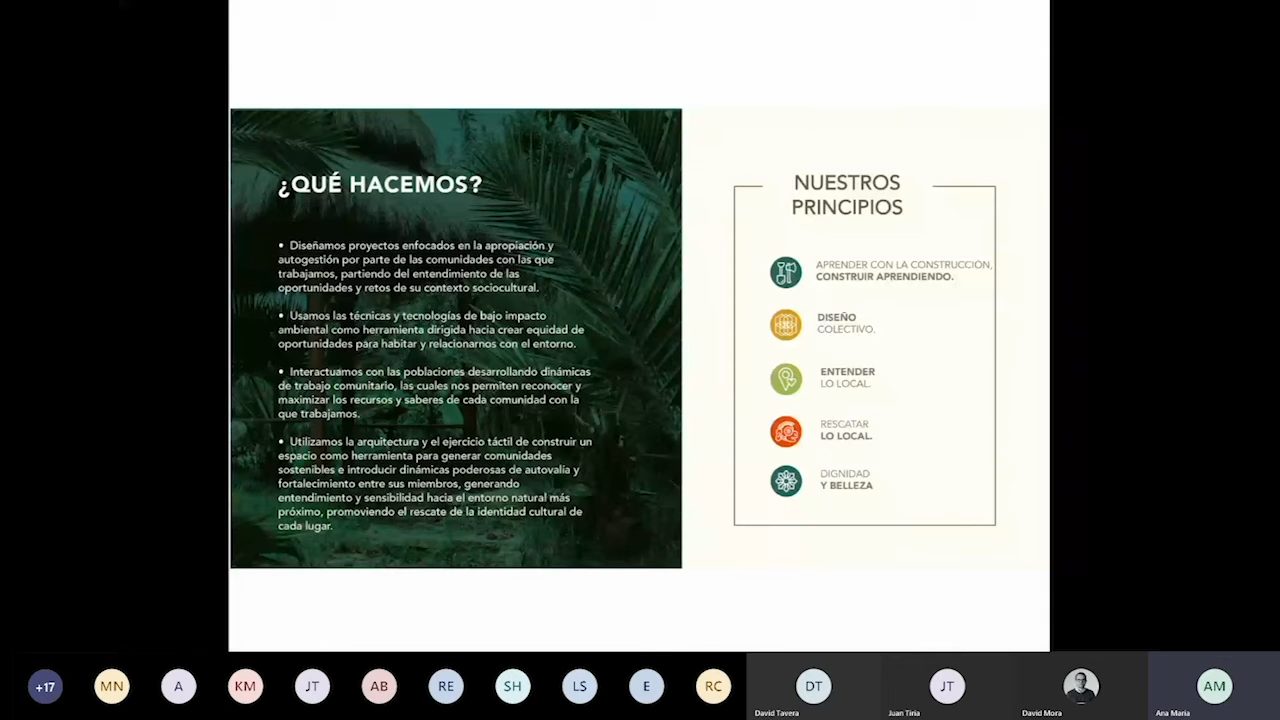 ¿QUÉ HACEMOS?
• Diseñamos proyectos enfocados en la apropiación y
autogestión por parte de las comunidades con las que
trabajamos, partiendo del entendimiento de las
oportunidades y retos de su contexto sociocultural.
• Usamos las técnicas y tecnologías de bajo impacto
ambiental como herramienta dirigida hacia crear equidad de
oportunidades para habitar y relacionarnos con el entorno.
• Interactuamos con las poblaciones desarrollando dinámicas
de trabajo comunitario, las cuales nos permiten reconocer y
maximizar los recursos y saberes de cada comunidad con la
que trabajamos.
• Utilizamos la arquitectura y el ejercicio táctil de construir un
espacio como herramienta para generar comunidades
sostenibles e introducir dinámicas poderosas de autovalía y
fortalecimiento entre sus miembros, generando
entendimiento y sensibilidad hacia el entorno natural más
próximo, promoviendo el rescate de la identidad cultural de
cada lugar.
NUESTROS
PRINCIPIOS
APRENDER CON LA CONSTRUCCIÓN,
CONSTRUIR APRENDIENDO.
DISEÑO
COLECTIVO.
ENTENDER
LO LOCAL.
RESCATAR
LO LOCAL.
DIGNIDAD
Y BELLEZA
+17
MN
A
KM
JT
AB
RE
SH
LS
E
RC
DT
JT
AM
David Tavera
Juan Tiria
David Mora
Ana Maria